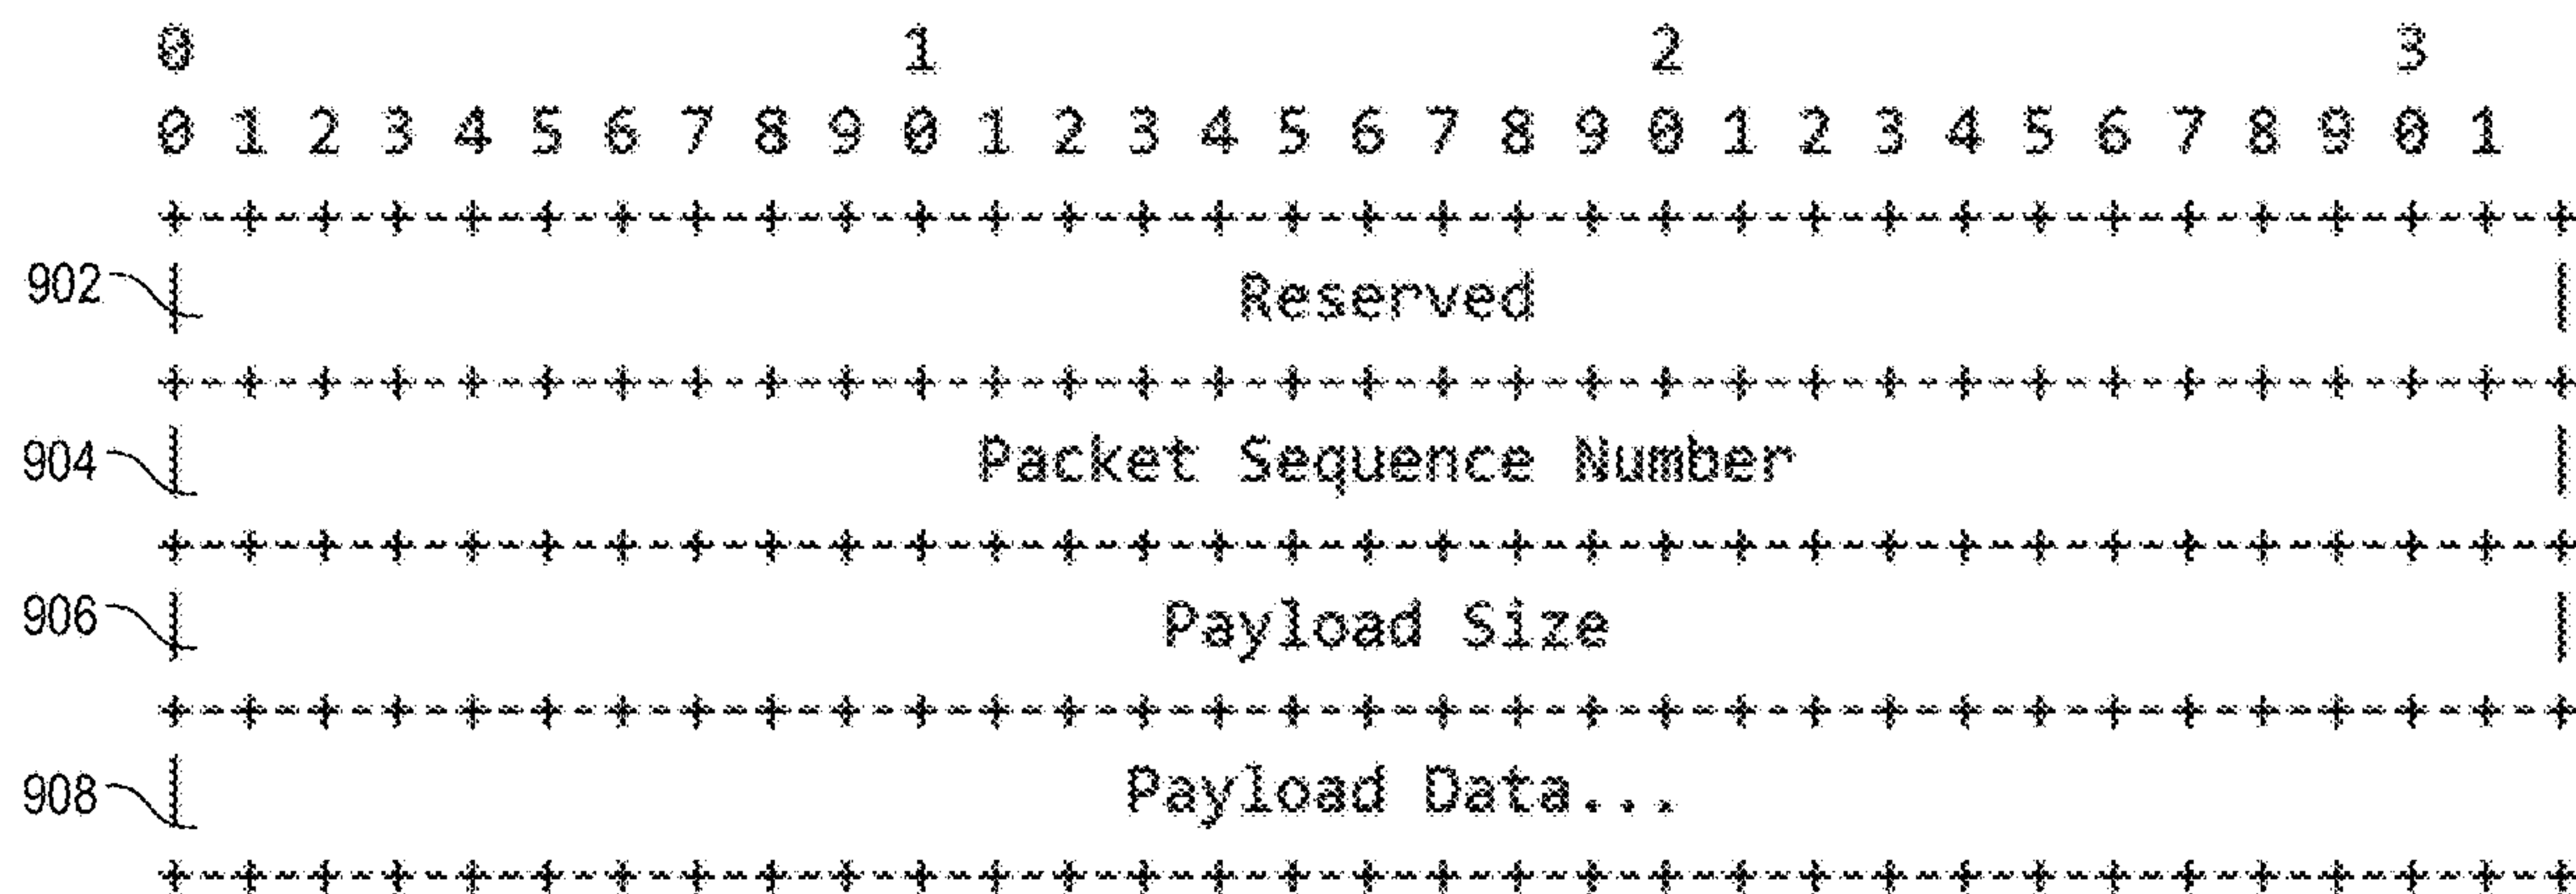 0 1 2 3
0 1 2 3 4 5 6 7 8 9 0 1 2 3 4 5 6 7 8 9 0 1 2 3 4 5 6 7 8 9 0 1
+-+-+-+-+-+-+-+-+-+-+-+-+-+-+-+-+-+-+-+-+-+-+-+-+-+-+-+-+-+-+-+-+
902 | Reserved |
+-+-+-+-+-+-+-+-+-+-+-+-+-+-+-+-+-+-+-+-+-+-+-+-+-+-+-+-+-+-+-+-+
904 | Packet Sequence Number |
+-+-+-+-+-+-+-+-+-+-+-+-+-+-+-+-+-+-+-+-+-+-+-+-+-+-+-+-+-+-+-+-+
906 | Payload Size |
+-+-+-+-+-+-+-+-+-+-+-+-+-+-+-+-+-+-+-+-+-+-+-+-+-+-+-+-+-+-+-+-+
908 | Payload Data...
+-+-+-+-+-+-+-+-+-+-+-+-+-+-+-+-+-+-+-+-+-+-+-+-+-+-+-+-+-+-+-+-+